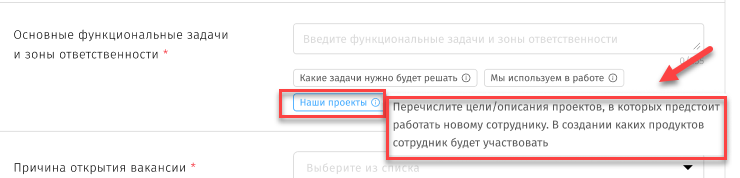 Основные функциональные задачи
и зоны ответственности *
Введите функциональные задачи и зоны ответственности
Какие задачи нужно будет решать
Мы используем в работе
Наши проекты
Перечислите цели/описания проектов, в которых предстоит
работать новому сотруднику. В создании каких продуктов
сотрудник будет участвовать
Причина открытия вакансии *
Выберите из списка